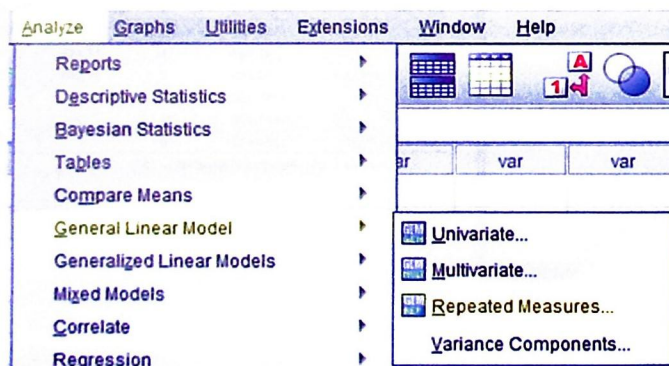 Analyze Graphs Utilities Extensions Window Help
Reports
Descriptive Statistics
Bayesian Statistics
Tables
ar var var
Compare Means
General Linear Model
Univariate...
Generalized Linear Models
Multivariate...
Mixed Models
Repeated Measures...
Correlate
Variance Components...
Regression
A
1